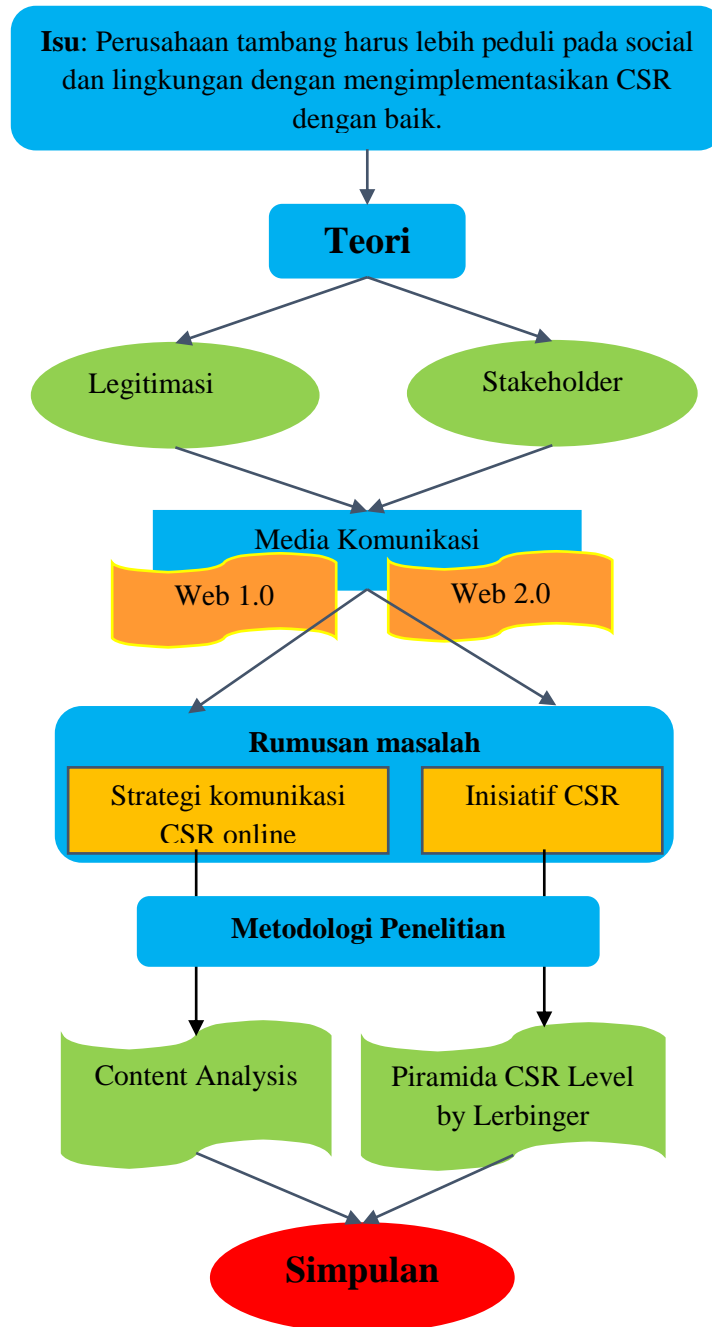 Isu: Perusahaan tambang harus lebih peduli pada social
dan lingkungan dengan mengimplementasikan CSR
dengan baik.
Teori
Legitimasi
Stakeholder
Media Komunikasi
Web 1.0
Web 2.0
Rumusan masalah
Strategi komunikasi
CSR online
Inisiatif CSR
Metodologi Penelitian
Content Analysis
Piramida CSR Level
by Lerbinger
Simpulan